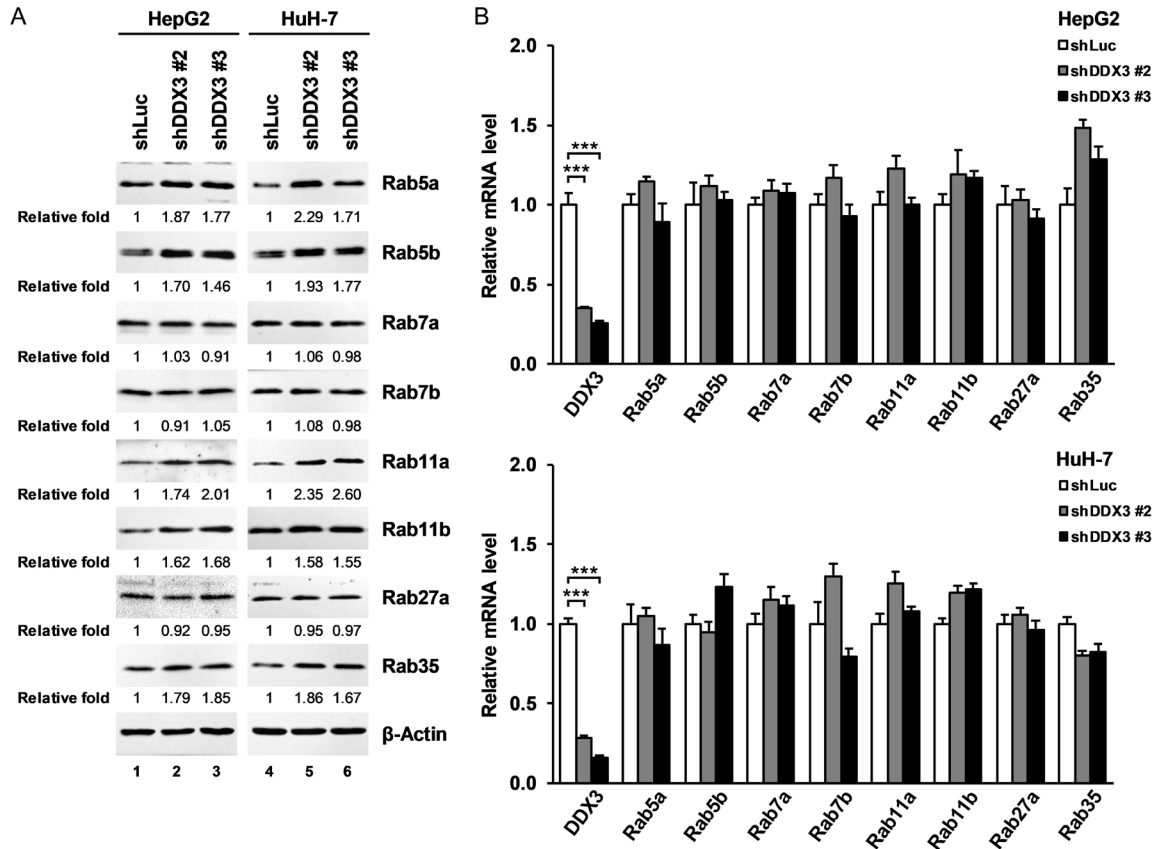 A
HepG2 HuH-7
shLuc shDDX3 #2 shDDX3 #3 shLuc shDDX3 #2 shDDX3 #3
Rab5a
Relative fold 1 1.87 1.77 1 2.29 1.71
Rab5b
Relative fold 1 1.70 1.46 1 1.93 1.77
Rab7a
Relative fold 1 1.03 0.91 1 1.06 0.98
Rab7b
Relative fold 1 0.91 1.05 1 1.08 0.98
Rab11a
Relative fold 1 1.74 2.01 1 2.35 2.60
Rab11b
Relative fold 1 1.62 1.68 1 1.58 1.55
Rab27a
Relative fold 1 0.92 0.95 1 0.95 0.97
Rab35
Relative fold 1 1.79 1.85 1 1.86 1.67
β-Actin
1 2 3 4 5 6
B
HepG2
shLuc
shDDX3 #2
shDDX3 #3
Relative mRNA level
2.0
1.5
1.0
0.5
0.0
***
***
DDX3 Rab5a Rab5b Rab7a Rab7b Rab11a Rab11b Rab27a Rab35
HuH-7
shLuc
shDDX3 #2
shDDX3 #3
Relative mRNA level
2.0
1.5
1.0
0.5
0.0
***
***
DDX3 Rab5a Rab5b Rab7a Rab7b Rab11a Rab11b Rab27a Rab35